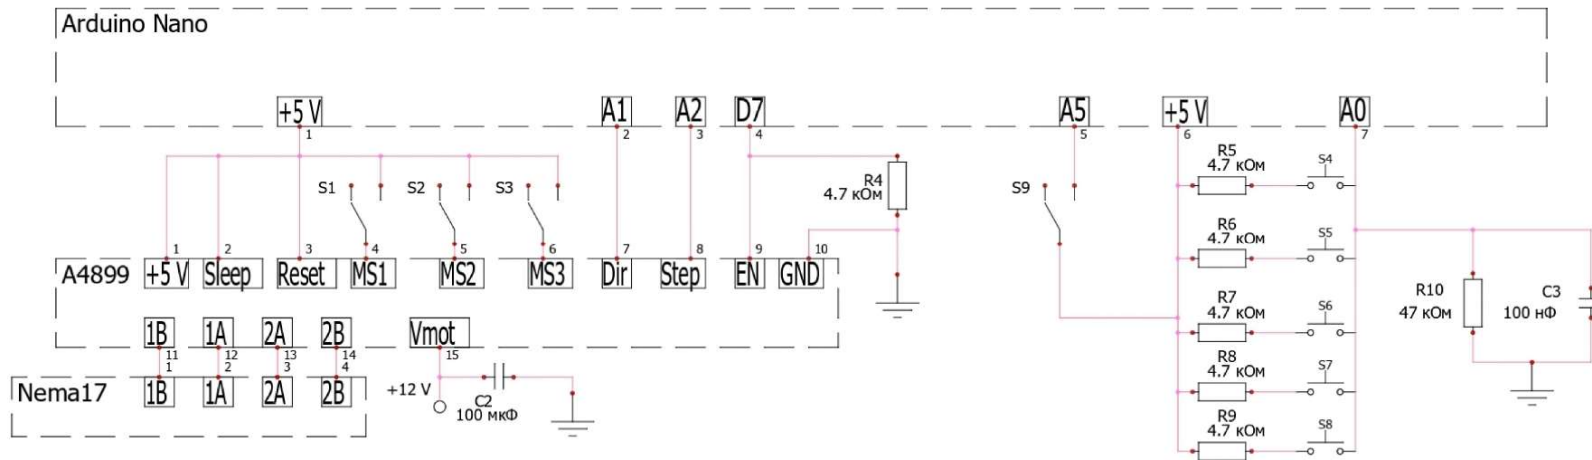 Arduino Nano
+5 V
A1
A2
D7
A5
+5 V
A0
1
2
3
4
5
6
7
R5
4.7 кОм
S4
R4
4.7 кОм
S1
S2
S3
S9
R6
4.7 кОм
S5
1
2
3
4
5
6
7
8
9
10
A4899
+5 V
Sleep
Reset
MS1
MS2
MS3
Dir
Step
EN
GND
R7
4.7 кОм
S6
R10
47 кОм
C3
100 нФ
1B
1A
2A
2B
Vmot
11
12
13
14
15
R8
4.7 кОм
S7
1
2
3
4
Nema17
1B
1A
2A
2B
+12 V
C2
100 мкФ
R9
4.7 кОм
S8